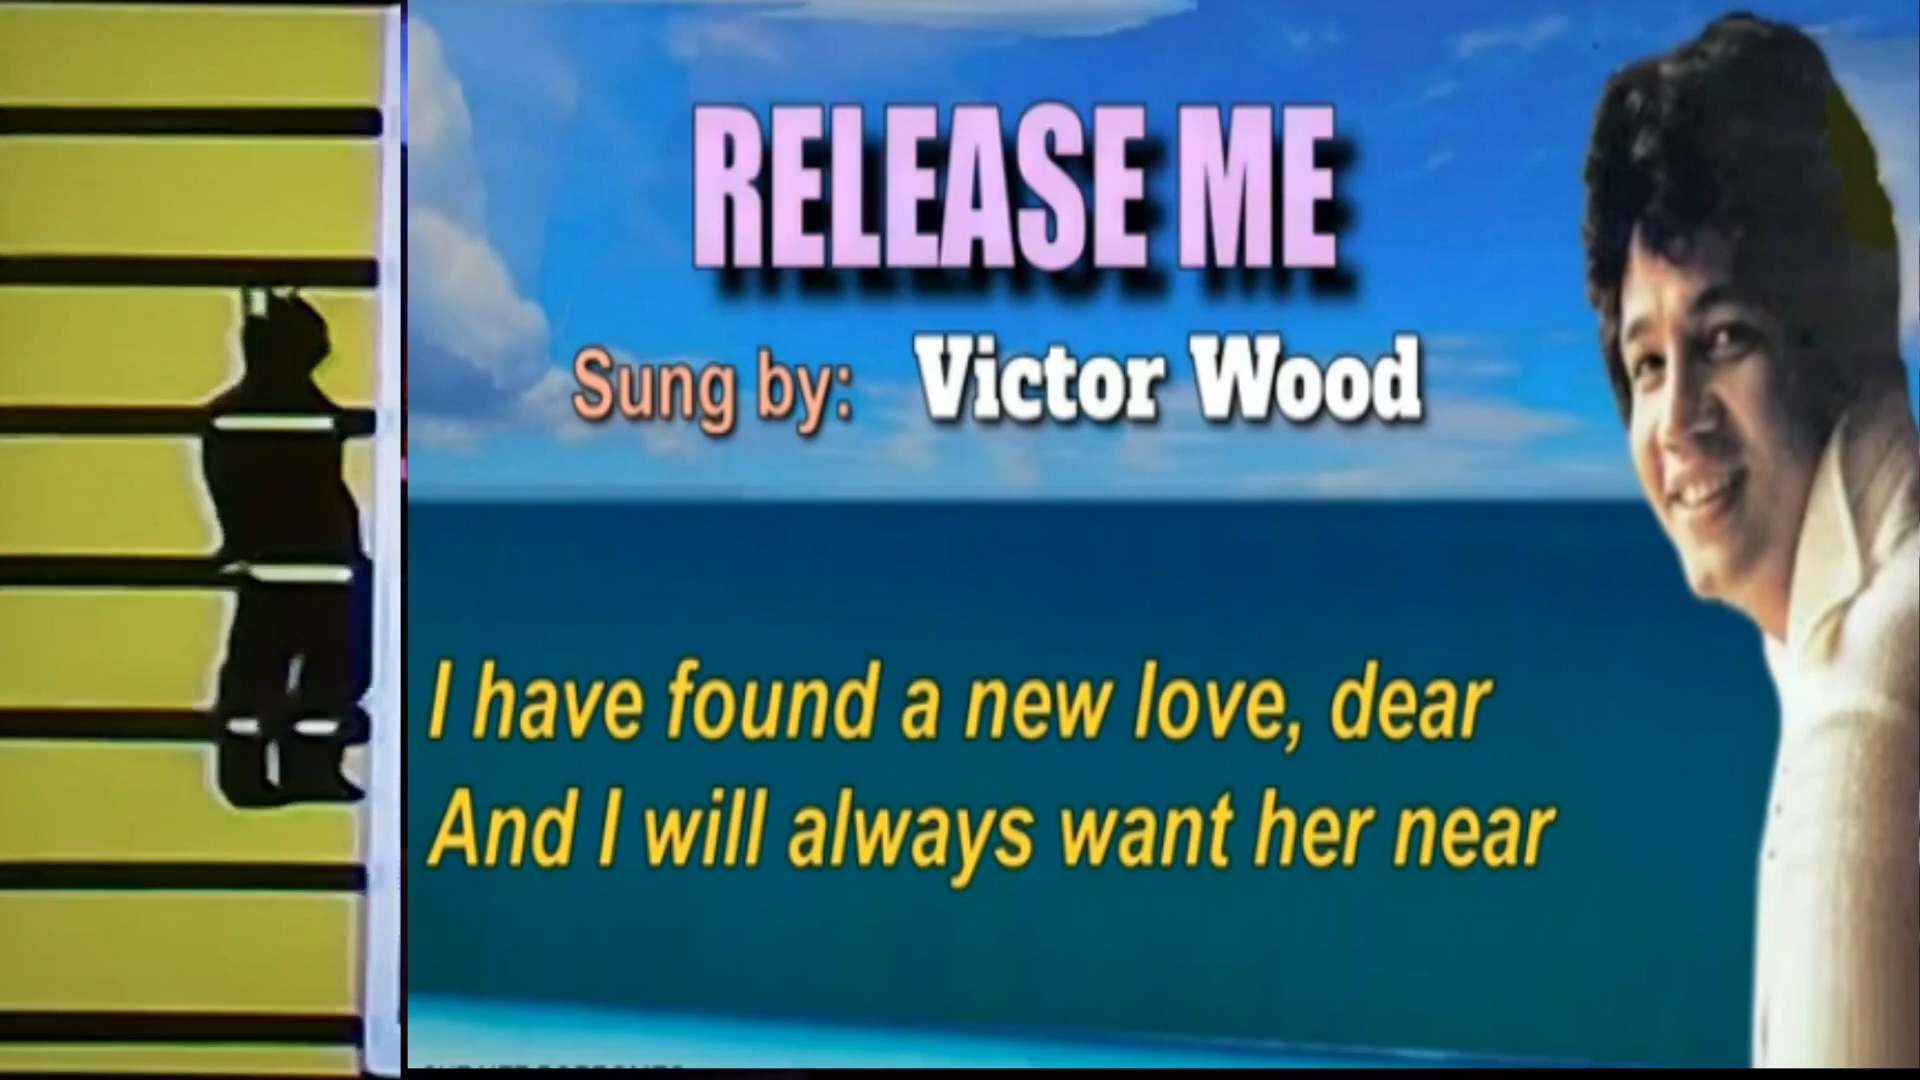 RELEASE ME
Sung by: Victor Wood
I have found a new love, dear
And I will always want her near